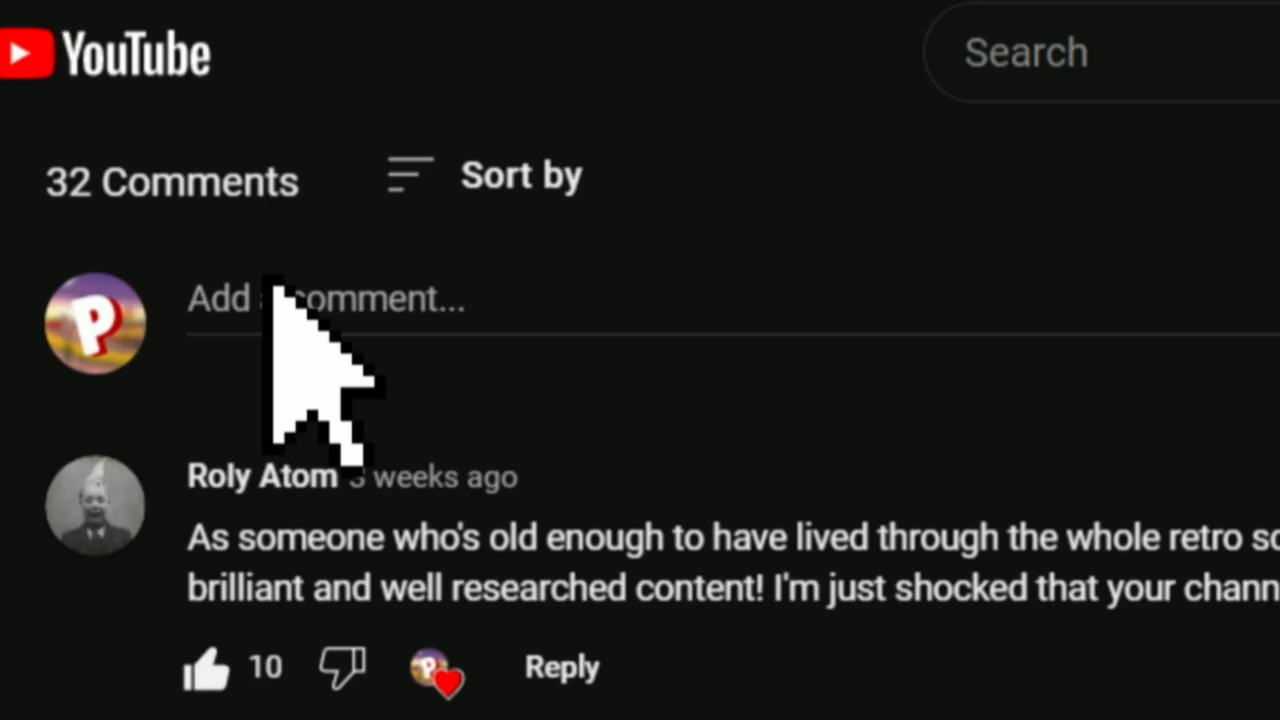 YouTube
Search
32 Comments
Sort by
Add comment...
Roly Atom 3 weeks ago
As someone who's old enough to have lived through the whole retro
brilliant and well researched content! I'm just shocked that your
10
Reply